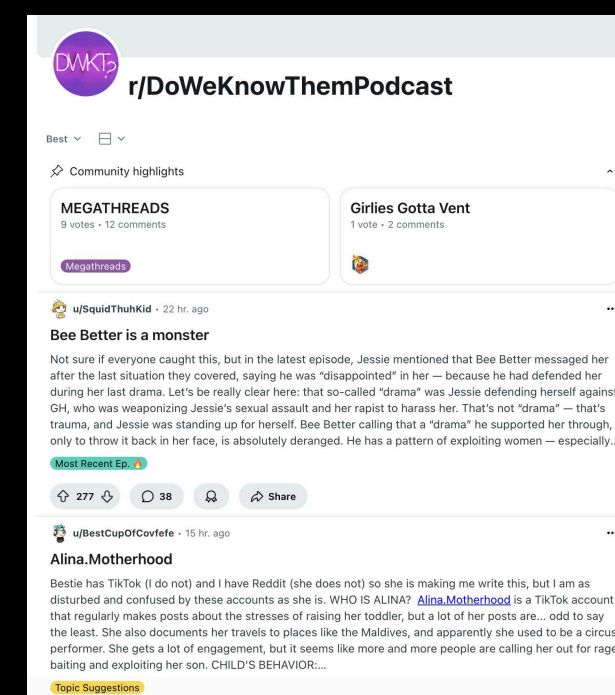 DWKT?
r/DoWeKnowThemPodcast
Best
Community highlights
MEGATHREADS
9 votes • 12 comments
Megathreads
Girlies Gotta Vent
1 vote • 2 comments
u/SquidThuhKid • 22 hr. ago
Bee Better is a monster
Not sure if everyone caught this, but in the latest episode, Jessie mentioned that Bee Better messaged her
after the last situation they covered, saying he was “disappointed” in her — because he had defended her
during her last drama. Let’s be really clear here: that so-called “drama” was Jessie defending herself against
GH, who was weaponizing Jessie’s sexual assault and her rapist to harass her. That’s not “drama” — that’s
trauma, and Jessie was standing up for herself. Bee Better calling that a “drama” he supported her through,
only to throw it back in her face, is absolutely deranged. He has a pattern of exploiting women — especially...
Most Recent Ep.
277 38 Share
u/BestCupOfCovfefe • 15 hr. ago
Alina.Motherhood
Bestie has TikTok (I do not) and I have Reddit (she does not) so she is making me write this, but I am as
disturbed and confused by these accounts as she is. WHO IS ALINA? Alina.Motherhood is a TikTok account
that regularly makes posts about the stresses of raising her toddler, but a lot of her posts are... odd to say
the least. She also documents her travels to places like the Maldives, and apparently she used to be a circus
performer. She gets a lot of engagement, but it seems like more and more people are calling her out for rage
baiting and exploiting her son. CHILD'S BEHAVIOR:...
Topic Suggestions